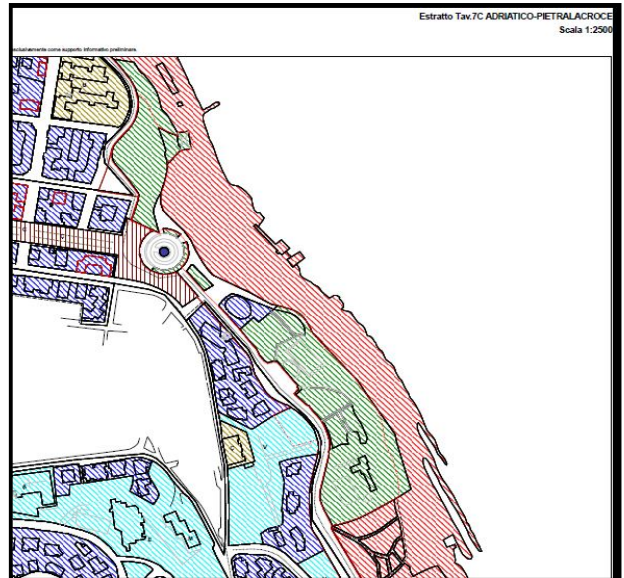 Estratto Tav.7C ADRIATICO-PIETRALACROCE
Scala 1:2500
esclusivamente come supporto informativo preliminare.